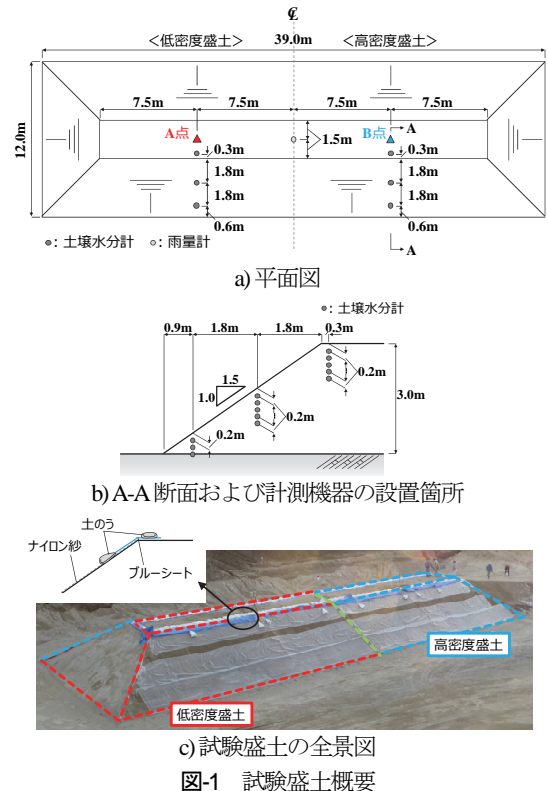 ℄
＜低密度盛土＞ ＜高密度盛土＞
39.0m
7.5m 7.5m 7.5m 7.5m
A点 B点 A
0.3m 1.5m 0.3m
12.0m
1.8m 1.8m
1.8m 1.8m
0.6m 0.6m
●: 土壌水分計 ○: 雨量計 A
a) 平面図
●: 土壌水分計
0.9m 1.8m 1.8m 0.3m
0.2m
1.5
1.0
3.0m
0.2m
0.2m
b) A-A 断面および計測機器の設置箇所
土のう
ナイロン紗
ブルーシート
高密度盛土
低密度盛土
c) 試験盛土の全景図
図-1 試験盛土概要